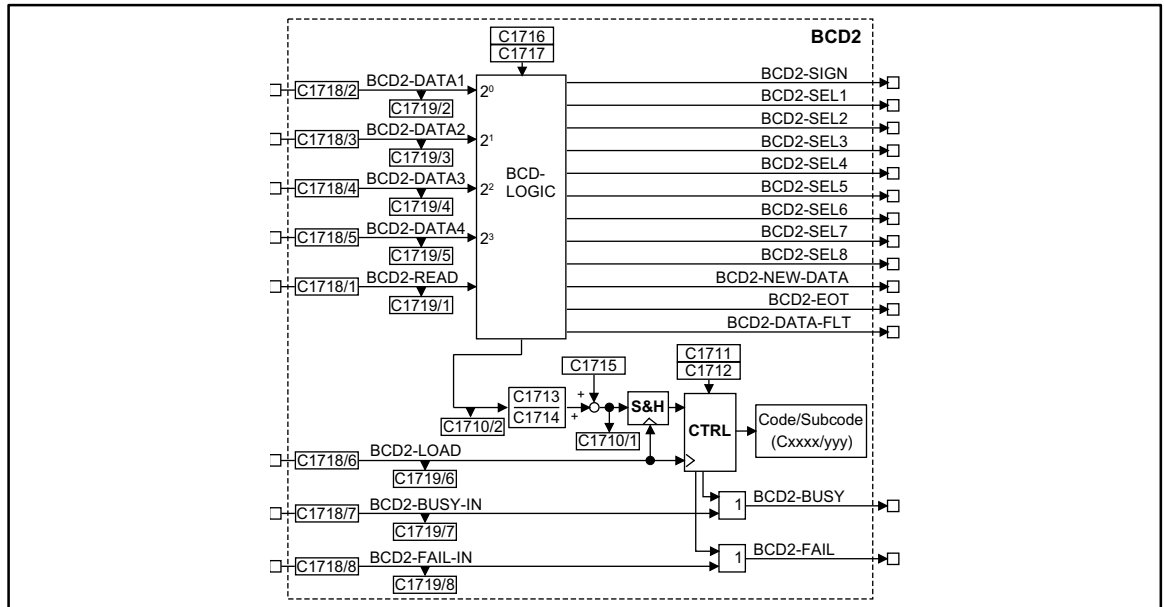 BCD2
C1716
C1717
C1718/2
BCD2-DATA1
C1719/2
2⁰
C1718/3
BCD2-DATA2
C1719/3
2¹
C1718/4
BCD2-DATA3
C1719/4
2²
C1718/5
BCD2-DATA4
C1719/5
2³
C1718/1
BCD2-READ
C1719/1
BCD-
LOGIC
BCD2-SIGN
BCD2-SEL1
BCD2-SEL2
BCD2-SEL3
BCD2-SEL4
BCD2-SEL5
BCD2-SEL6
BCD2-SEL7
BCD2-SEL8
BCD2-NEW-DATA
BCD2-EOT
BCD2-DATA-FLT
C1710/2
C1713
C1714
C1715
+
+
C1710/1
S&H
C1711
C1712
CTRL
Code/Subcode
(Cxxxx/yyy)
C1718/6
BCD2-LOAD
C1719/6
C1718/7
BCD2-BUSY-IN
C1719/7
1
BCD2-BUSY
C1718/8
BCD2-FAIL-IN
C1719/8
1
BCD2-FAIL